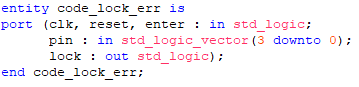 entity code_lock_err is
port (clk, reset, enter : in std_logic;
pin : in std_logic_vector(3 downto 0);
lock : out std_logic);
end code_lock_err;